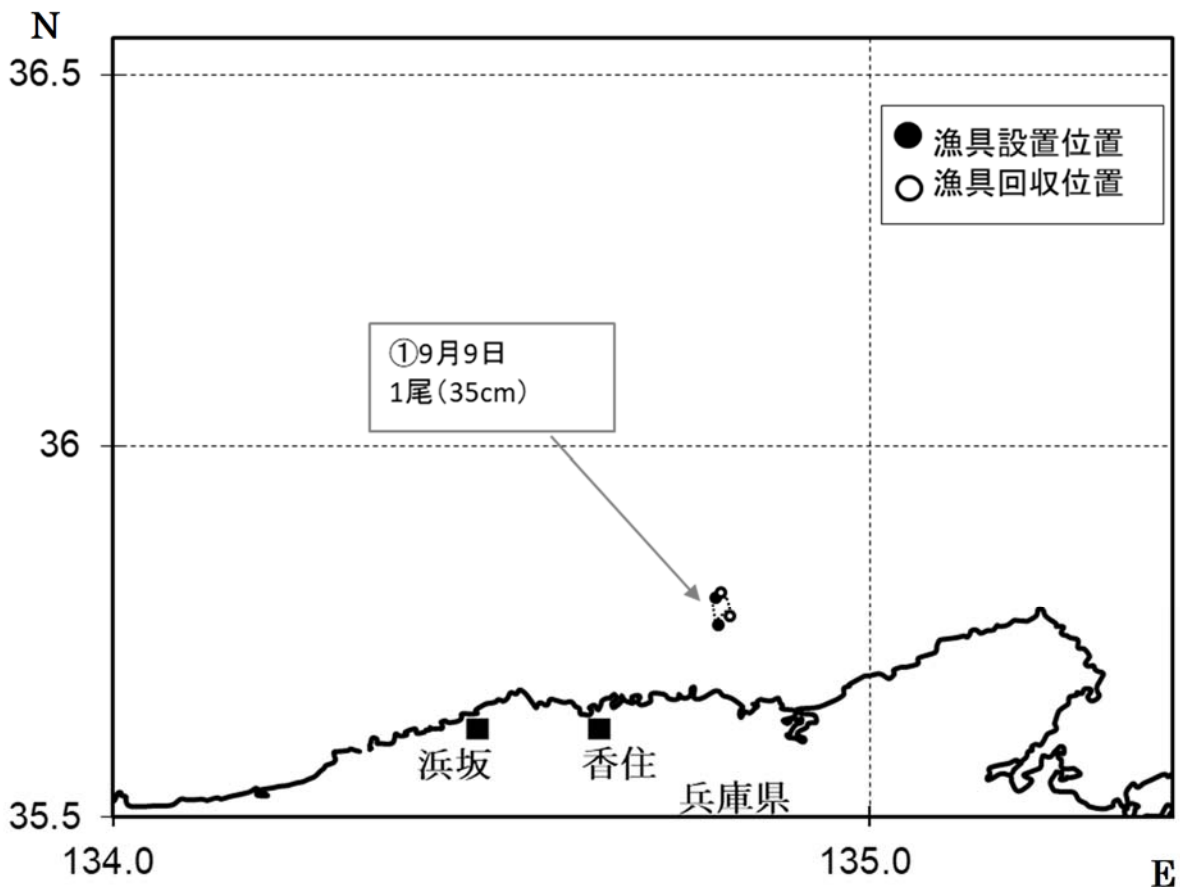 N
36.5
漁具設置位置
漁具回収位置
①9月9日
1尾(35cm)
36
浜坂
香住
兵庫県
35.5
134.0
135.0
E